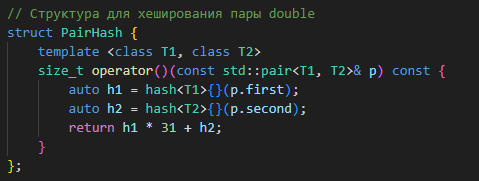 // Структура для хеширования пары double
struct PairHash {
    template <class T1, class T2>
    size_t operator()(const std::pair<T1, T2>& p) const {
        auto h1 = hash<T1>{}(p.first);
        auto h2 = hash<T2>{}(p.second);
        return h1 * 31 + h2;
    }
};